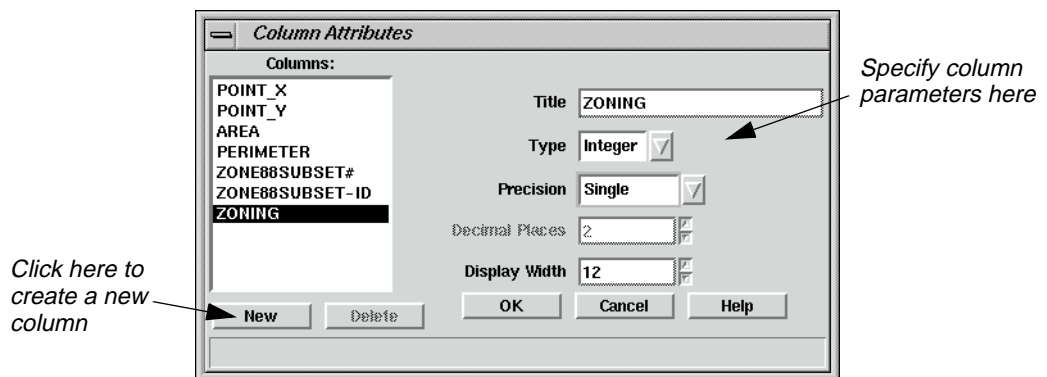 Column Attributes
Columns:
POINT_X
POINT_Y
AREA
PERIMETER
ZONE88SUBSET#
ZONE88SUBSET-ID
ZONING
New
Delete
Title ZONING
Type Integer
Precision Single
Decimal Places 2
Display Width 12
OK
Cancel
Help
Specify column
parameters here
Click here to
create a new
column